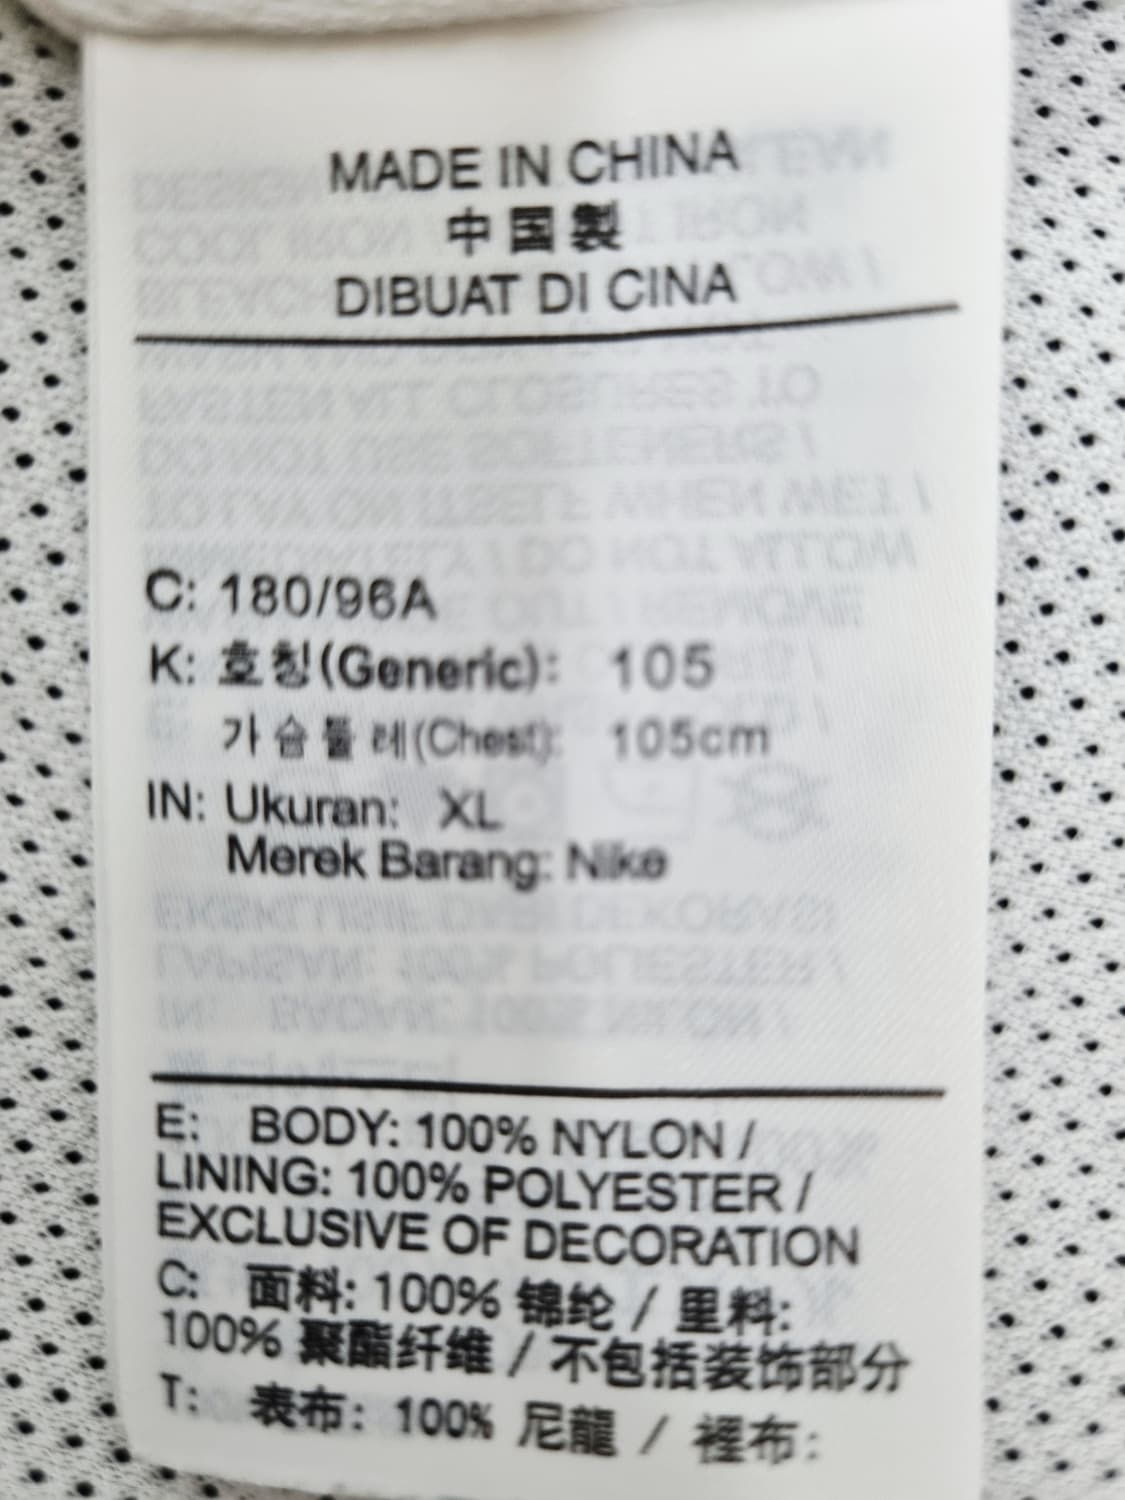 MADE IN CHINA
中国製
DIBUAT DI CINA
C: 180/96A
K: 호칭(Generic): 105
가슴둘레(Chest): 105cm
IN: Ukuran: XL
Merek Barang: Nike
E: BODY: 100% NYLON /
LINING: 100% POLYESTER /
EXCLUSIVE OF DECORATION
C: 面料: 100% 锦纶 / 里料:
100% 聚酯纤维 / 不包括装饰部分
T: 表布: 100% 尼龍 / 裡布: